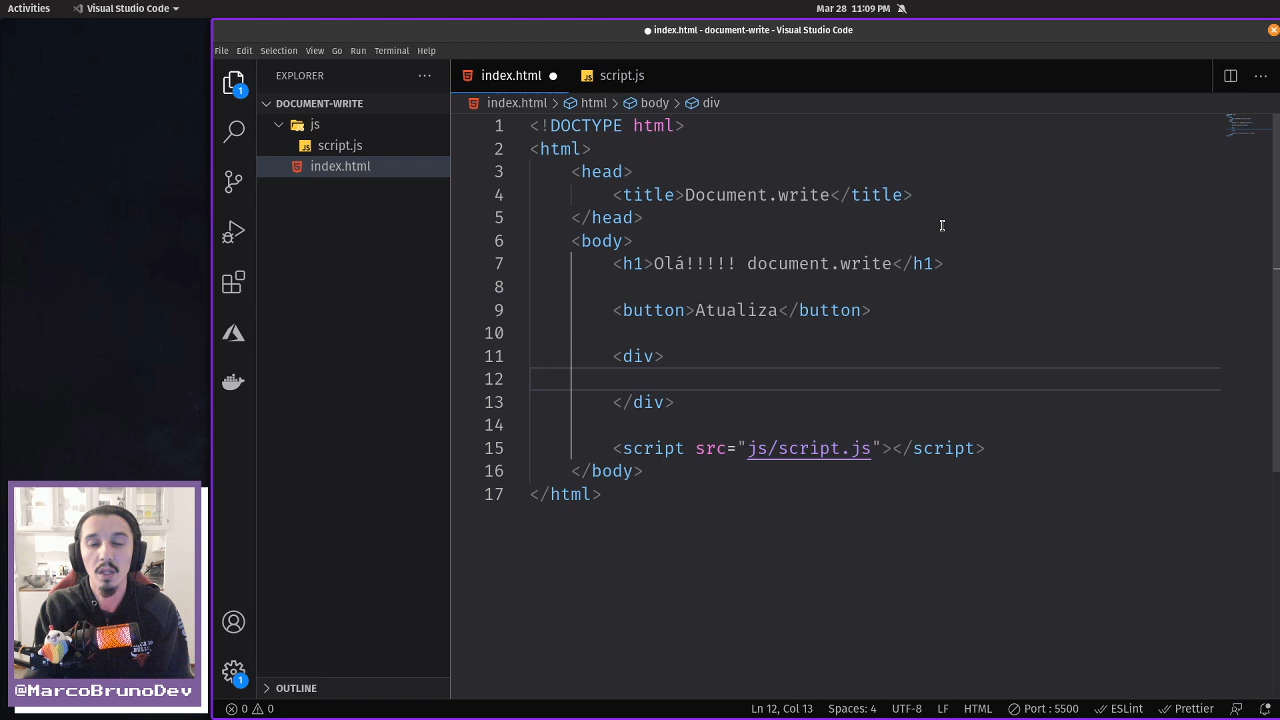 Activities
Visual Studio Code
Mar 28 11:09 PM
index.html - document-write - Visual Studio Code
File Edit Selection View Go Run Terminal Help
EXPLORER
index.html
JS script.js
DOCUMENT-WRITE
index.html > html > body > div
js
JS script.js
index.html
1 <!DOCTYPE html>
2 <html>
3 <head>
4 <title>Document.write</title>
5 </head>
6 <body>
7 <h1>Olá!!!!! document.write</h1>
8
9 <button>Atualiza</button>
10
11 <div>
12
13 </div>
14
15 <script src="js/script.js"></script>
16 </body>
17 </html>
1
1
@MarcoBrunoDev
OUTLINE
0 0
Ln 12, Col 13 Spaces: 4 UTF-8 LF HTML Port : 5500 ESLint Prettier